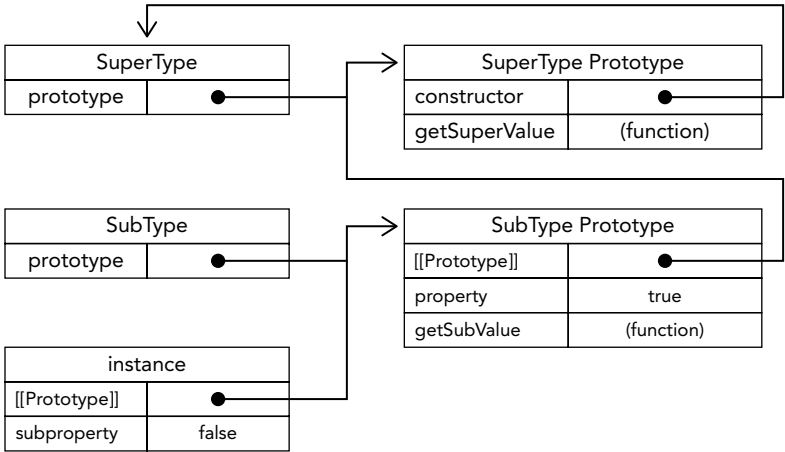 SuperType
prototype
SuperType Prototype
constructor
getSuperValue (function)
SubType
prototype
SubType Prototype
[[Prototype]]
property true
getSubValue (function)
instance
[[Prototype]]
subproperty false